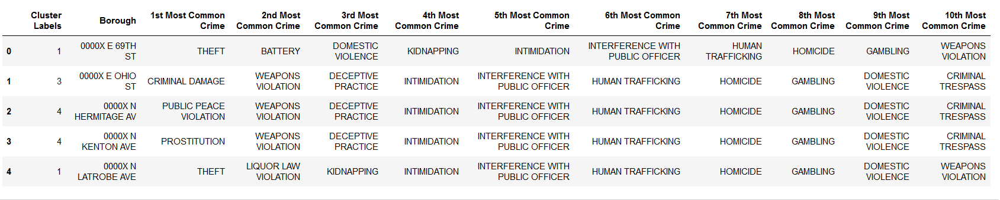 Cluster Labels Borough 1st Most Common Crime 2nd Most Common Crime 3rd Most Common Crime 4th Most Common Crime 5th Most Common Crime 6th Most Common Crime 7th Most Common Crime 8th Most Common Crime 9th Most Common Crime 10th Most Common Crime
0 1 0000X E 69TH ST THEFT BATTERY DOMESTIC VIOLENCE KIDNAPPING INTIMIDATION INTERFERENCE WITH PUBLIC OFFICER HUMAN TRAFFICKING HOMICIDE GAMBLING WEAPONS VIOLATION
1 3 0000X E OHIO ST CRIMINAL DAMAGE WEAPONS VIOLATION DECEPTIVE PRACTICE INTIMIDATION INTERFERENCE WITH PUBLIC OFFICER HUMAN TRAFFICKING HOMICIDE GAMBLING DOMESTIC VIOLENCE CRIMINAL TRESPASS
2 4 0000X N HERMITAGE AV PUBLIC PEACE VIOLATION WEAPONS VIOLATION DECEPTIVE PRACTICE INTIMIDATION INTERFERENCE WITH PUBLIC OFFICER HUMAN TRAFFICKING HOMICIDE GAMBLING DOMESTIC VIOLENCE CRIMINAL TRESPASS
3 4 0000X N KENTON AVE PROSTITUTION WEAPONS VIOLATION DECEPTIVE PRACTICE INTIMIDATION INTERFERENCE WITH PUBLIC OFFICER HUMAN TRAFFICKING HOMICIDE GAMBLING DOMESTIC VIOLENCE CRIMINAL TRESPASS
4 1 0000X N LATROBE AVE THEFT LIQUOR LAW VIOLATION KIDNAPPING INTIMIDATION INTERFERENCE WITH PUBLIC OFFICER HUMAN TRAFFICKING HOMICIDE GAMBLING DOMESTIC VIOLENCE WEAPONS VIOLATION